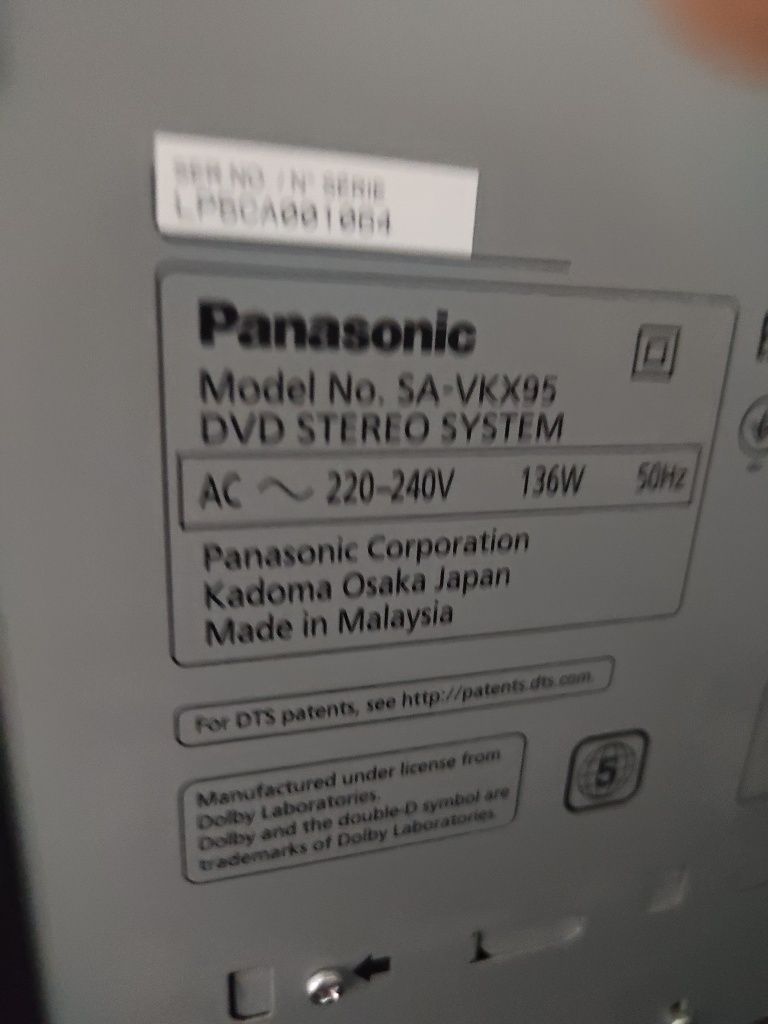 SER.NO. / N° SERIE
Panasonic
Model No. SA-VKX95
DVD STEREO SYSTEM
AC ~ 220–240V 136W 50Hz
Panasonic Corporation
Kadoma Osaka Japan
Made in Malaysia
For DTS patents, see http://patents.dts.com.
Manufactured under license from
Dolby Laboratories.
Dolby and the double-D symbol are
trademarks of Dolby Laboratories.
5